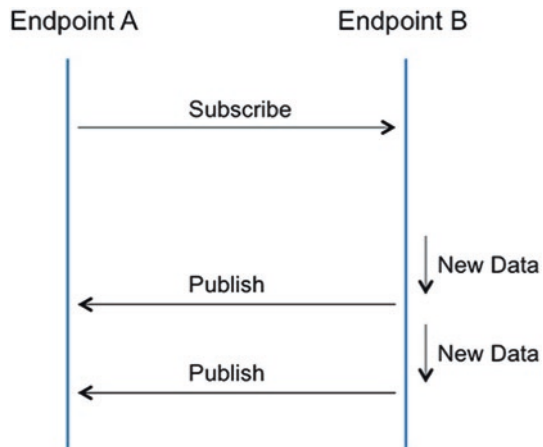 Endpoint A
Endpoint B
Subscribe
New Data
Publish
New Data
Publish